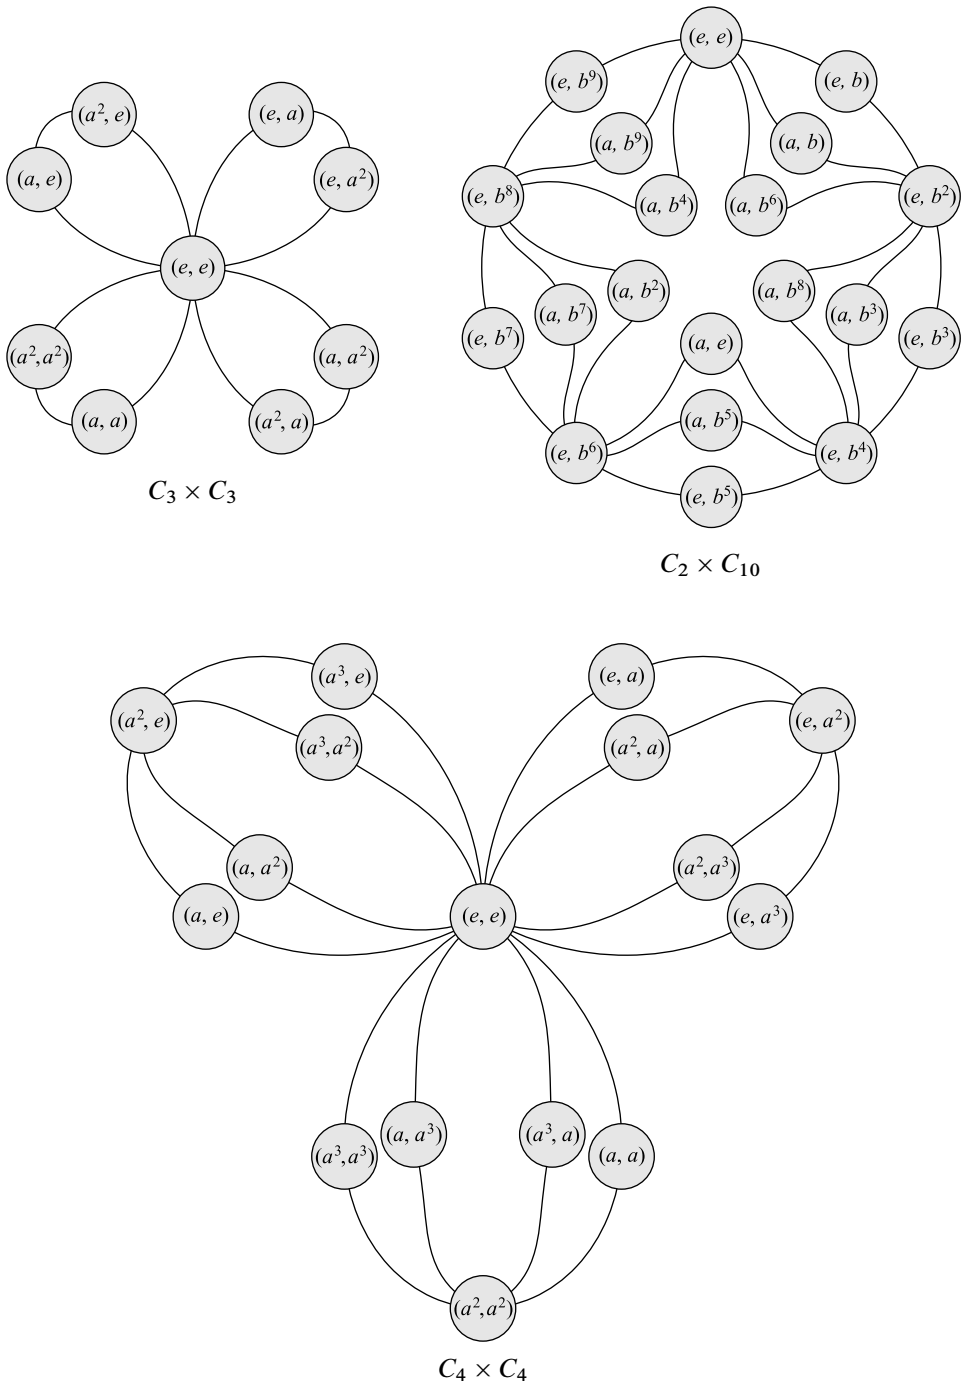 (a², e)
(e, a)
(a, e)
(e, a²)
(e, e)
(a²,a²)
(a, a²)
(a, a)
(a², a)
C₃ × C₃
(e, e)
(e, b⁹)
(e, b)
(a, b⁹)
(a, b)
(e, b⁸)
(a, b⁴)
(a, b⁶)
(e, b²)
(a, b²)
(a, b⁸)
(a, b⁷)
(a, b³)
(e, b⁷)
(a, e)
(e, b³)
(a, b⁵)
(e, b⁶)
(e, b⁴)
(e, b⁵)
C₂ × C₁₀
(a³, e)
(e, a)
(a², e)
(e, a²)
(a³,a²)
(a², a)
(a, a²)
(a²,a³)
(a, e)
(e, e)
(e, a³)
(a³,a³)
(a, a³)
(a³, a)
(a, a)
(a²,a²)
C₄ × C₄